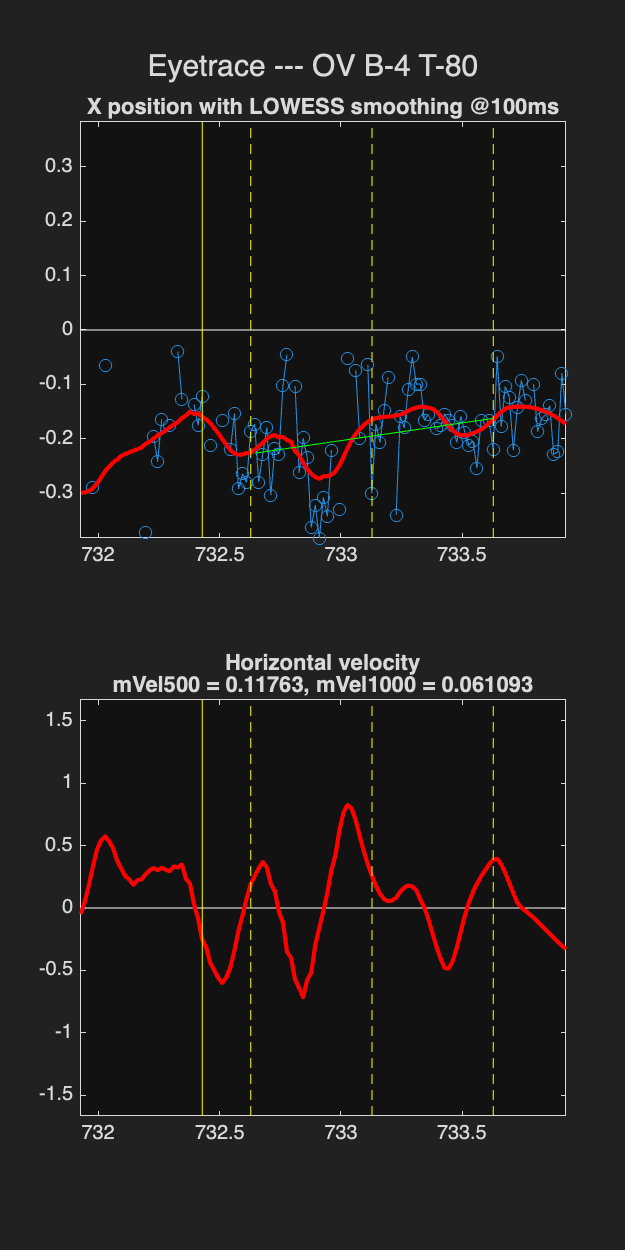 Eyetrace --- OV B-4 T-80
X position with LOWESS smoothing @100ms
0.3
0.2
0.1
0
-0.1
-0.2
-0.3
732 732.5 733 733.5
Horizontal velocity
mVel500 = 0.11763, mVel1000 = 0.061093
1.5
1
0.5
0
-0.5
-1
-1.5
732 732.5 733 733.5